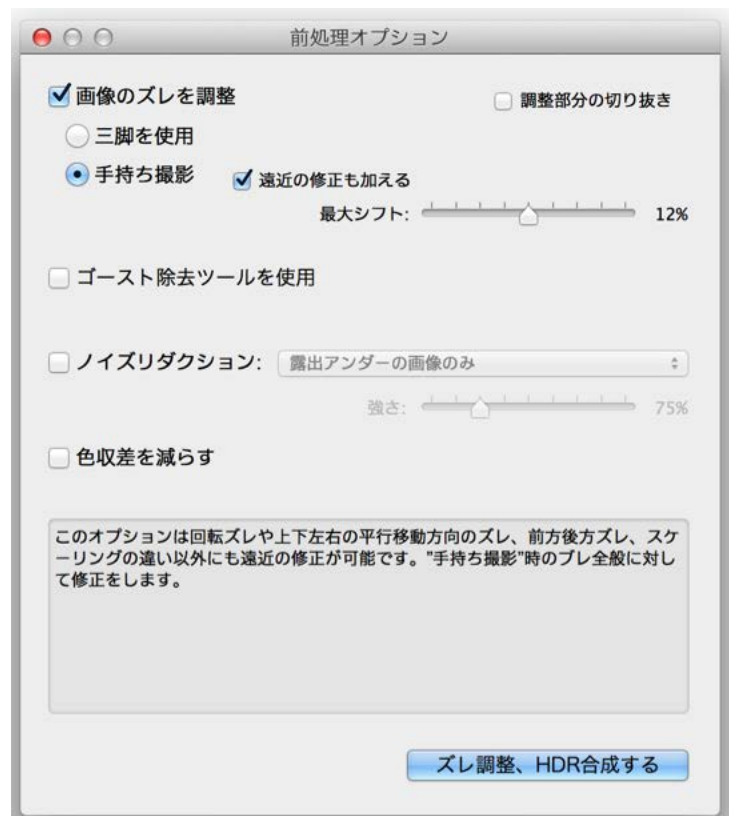 前処理オプション
画像のズレを調整
調整部分の切り抜き
三脚を使用
手持ち撮影
遠近の修正も加える
最大シフト:
12%
ゴースト除去ツールを使用
ノイズリダクション:
露出アンダーの画像のみ
強さ:
75%
色収差を減らす
このオプションは回転ズレや上下左右の平行移動方向のズレ、前方後方ズレ、スケ
ーリングの違い以外にも遠近の修正が可能です。"手持ち撮影"時のブレ全般に対し
て修正をします。
ズレ調整、HDR合成する